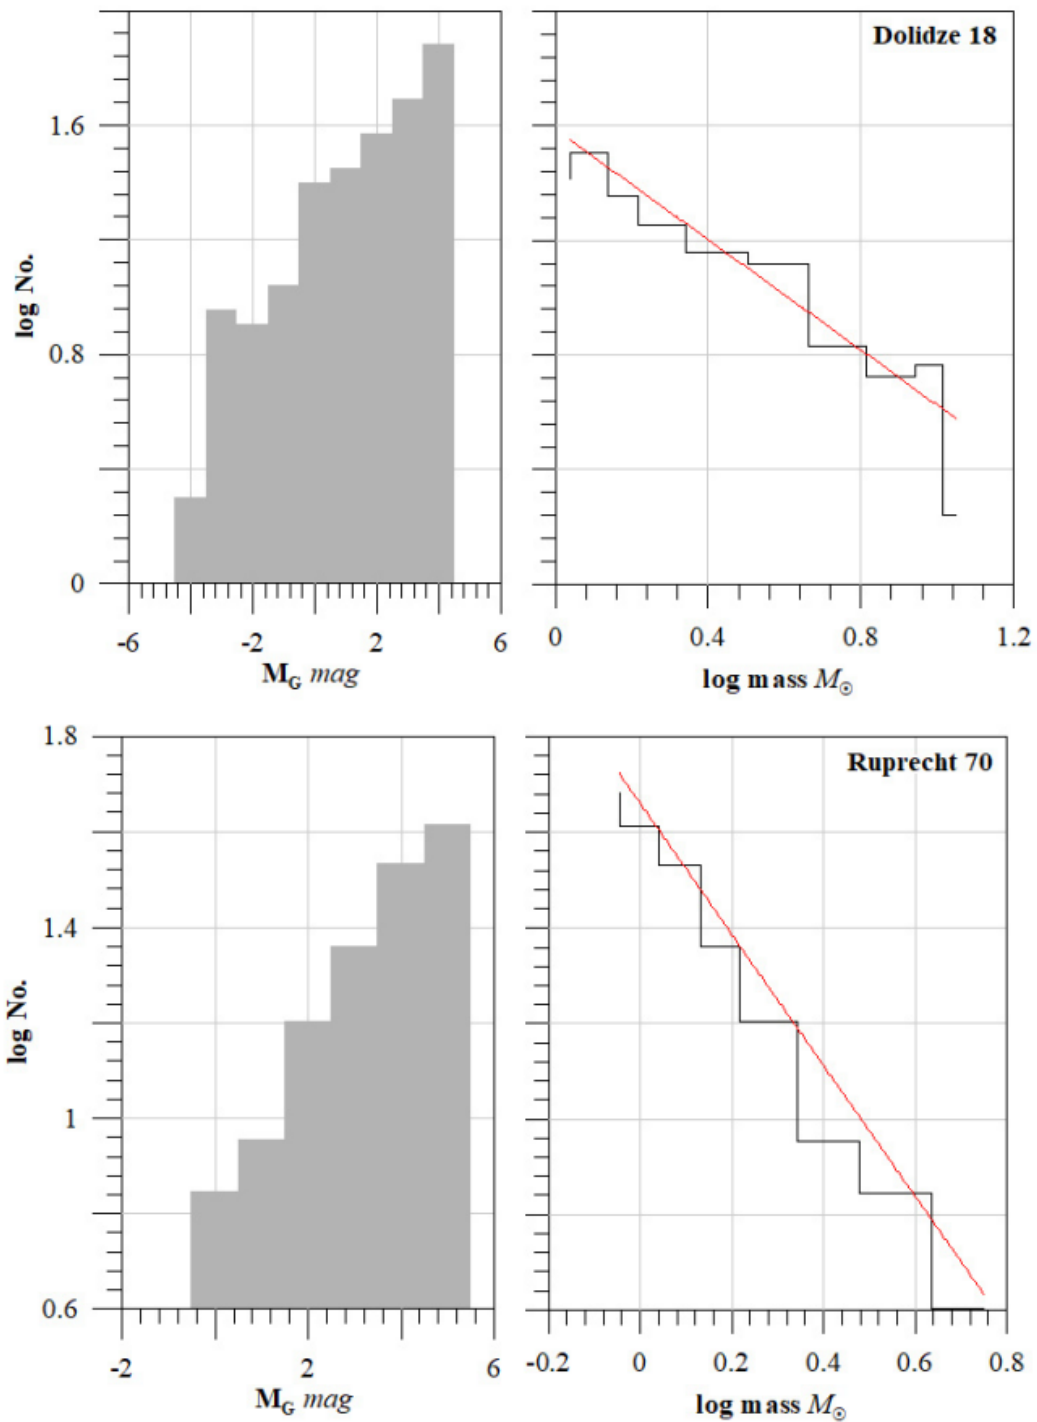 Dolidze 18
1.6
0.8
0
log No.
-6 -2 2 6
M_G mag
0 0.4 0.8 1.2
log mass M_☉
Ruprecht 70
1.8
1.4
1
0.6
log No.
-2 2 6
M_G mag
-0.2 0 0.2 0.4 0.6 0.8
log mass M_☉